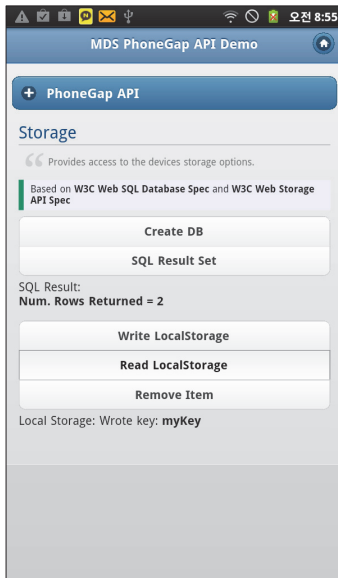 오전 8:55
MDS PhoneGap API Demo
PhoneGap API
Storage
Provides access to the devices storage options.
Based on W3C Web SQL Database Spec and W3C Web Storage
API Spec
Create DB
SQL Result Set
SQL Result:
Num. Rows Returned = 2
Write LocalStorage
Read LocalStorage
Remove Item
Local Storage: Wrote key: myKey